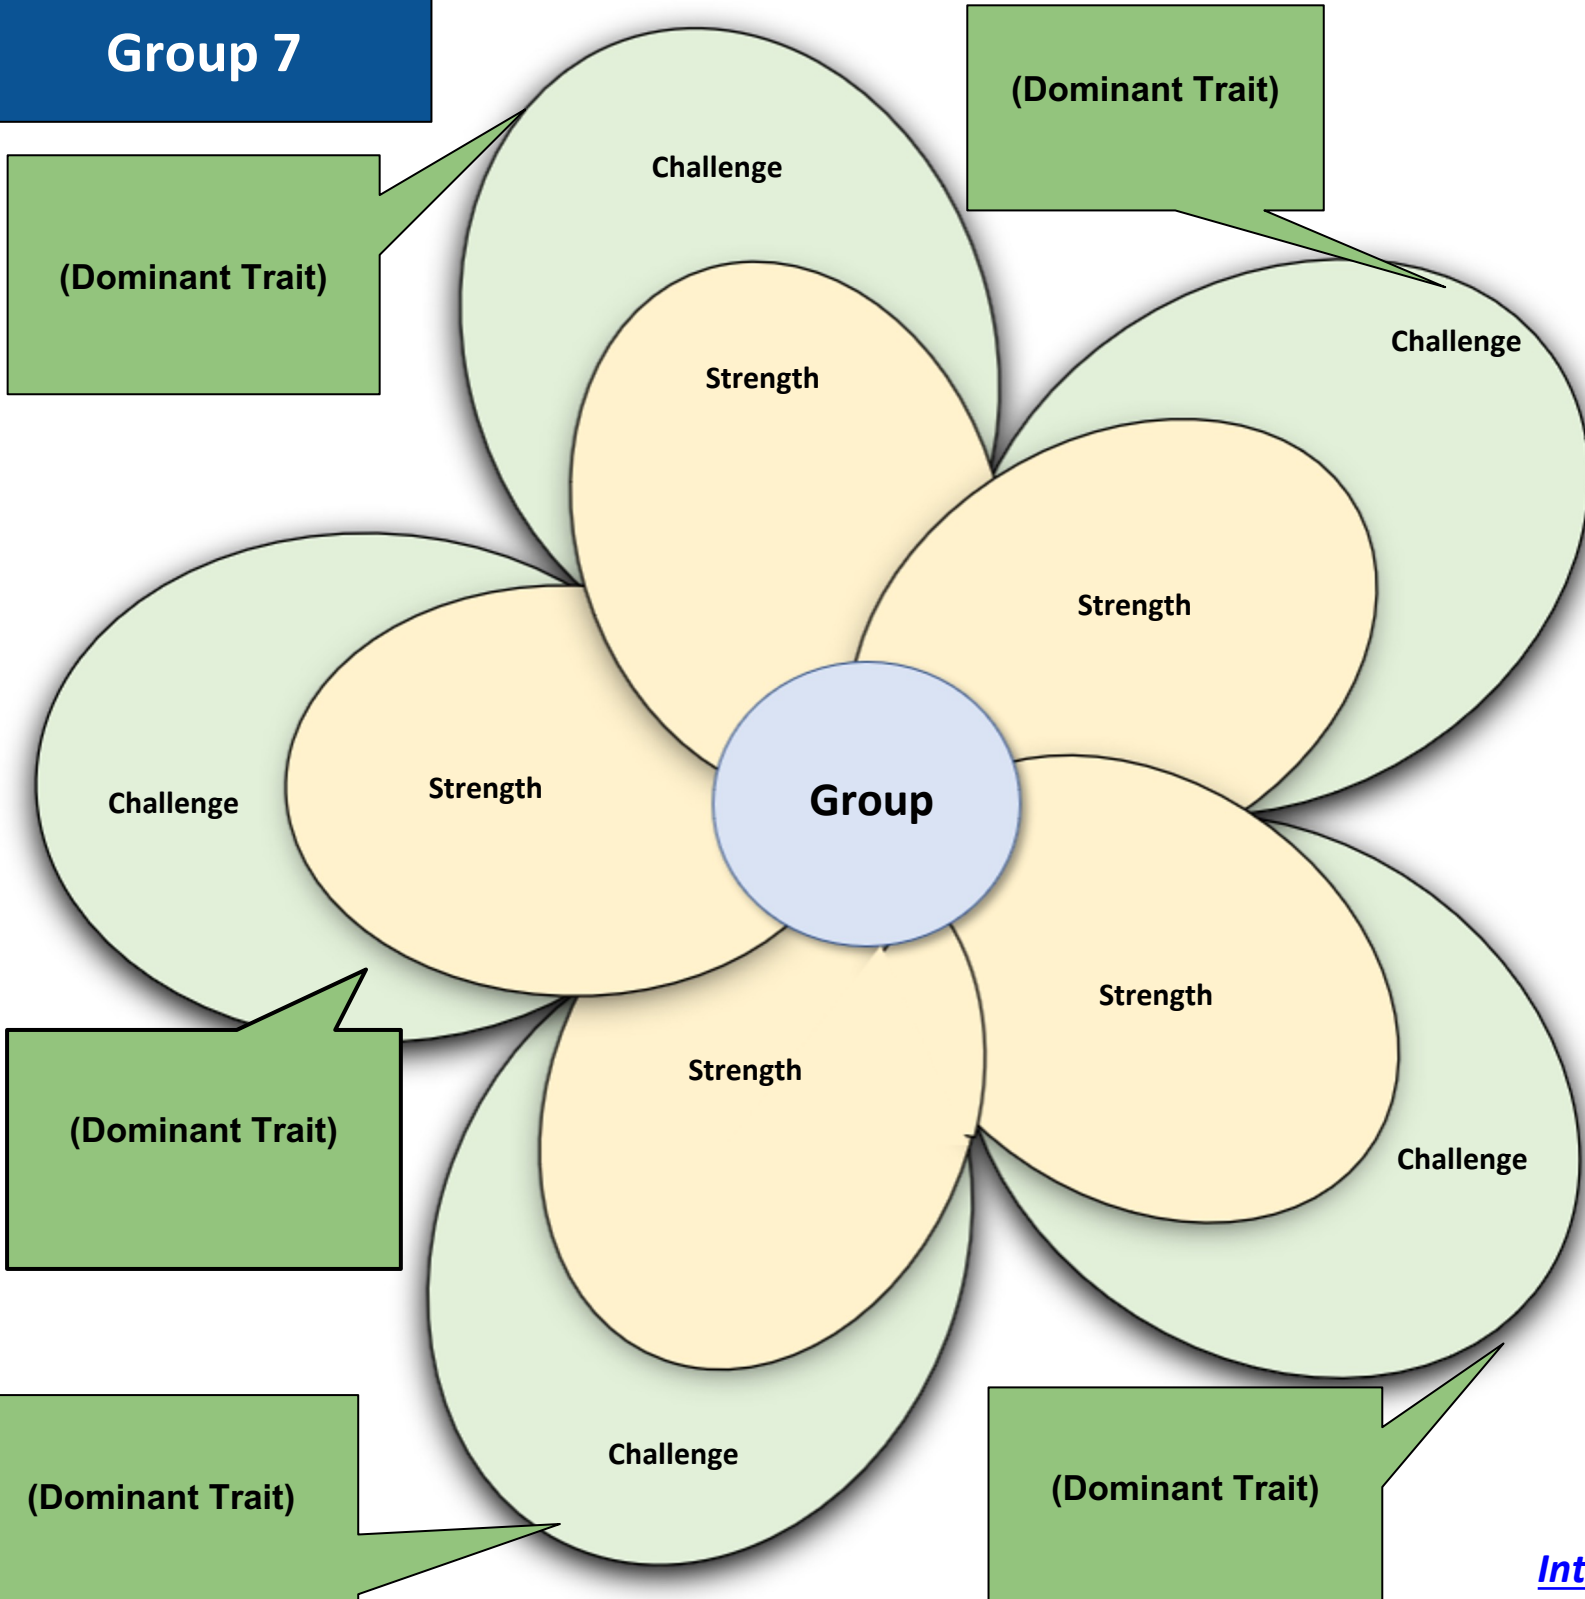 Group 7
(Dominant Trait)
Challenge
(Dominant Trait)
Challenge
Strength
Strength
Challenge
Strength
Group
Strength
Challenge
Strength
(Dominant Trait)
Challenge
(Dominant Trait)
(Dominant Trait)
Int